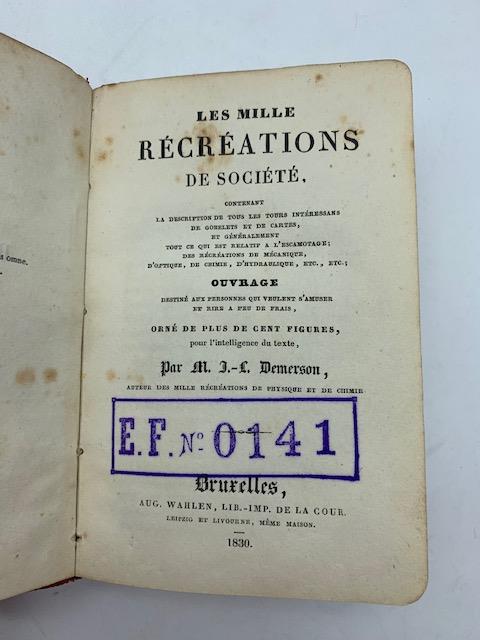 LES MILLE
RÉCRÉATIONS
DE SOCIÉTÉ,
CONTENANT
LA DESCRIPTION DE TOUS LES TOURS INTÉRESSANS
DE GOBELETS ET DE CARTES,
ET GÉNÉRALEMENT
TOUT CE QUI EST RELATIF A L'ESCAMOTAGE;
DES RÉCRÉATIONS DE MÉCANIQUE,
D'OPTIQUE, DE CHIMIE, D'HYDRAULIQUE, ETC., ETC.;
OUVRAGE
DESTINÉ AUX PERSONNES QUI VEULENT S'AMUSER
ET RIRE A PEU DE FRAIS,
ORNÉ DE PLUS DE CENT FIGURES,
pour l'intelligence du texte,
Par M. J.-L. Demerson,
AUTEUR DES MILLE RÉCRÉATIONS DE PHYSIQUE ET DE CHIMIE
E.F. No 0141
Bruxelles,
AUG. WAHLEN, LIB.-IMP. DE LA COUR.
LEIPZIG ET LIVOURNE, MÊME MAISON.
1830.